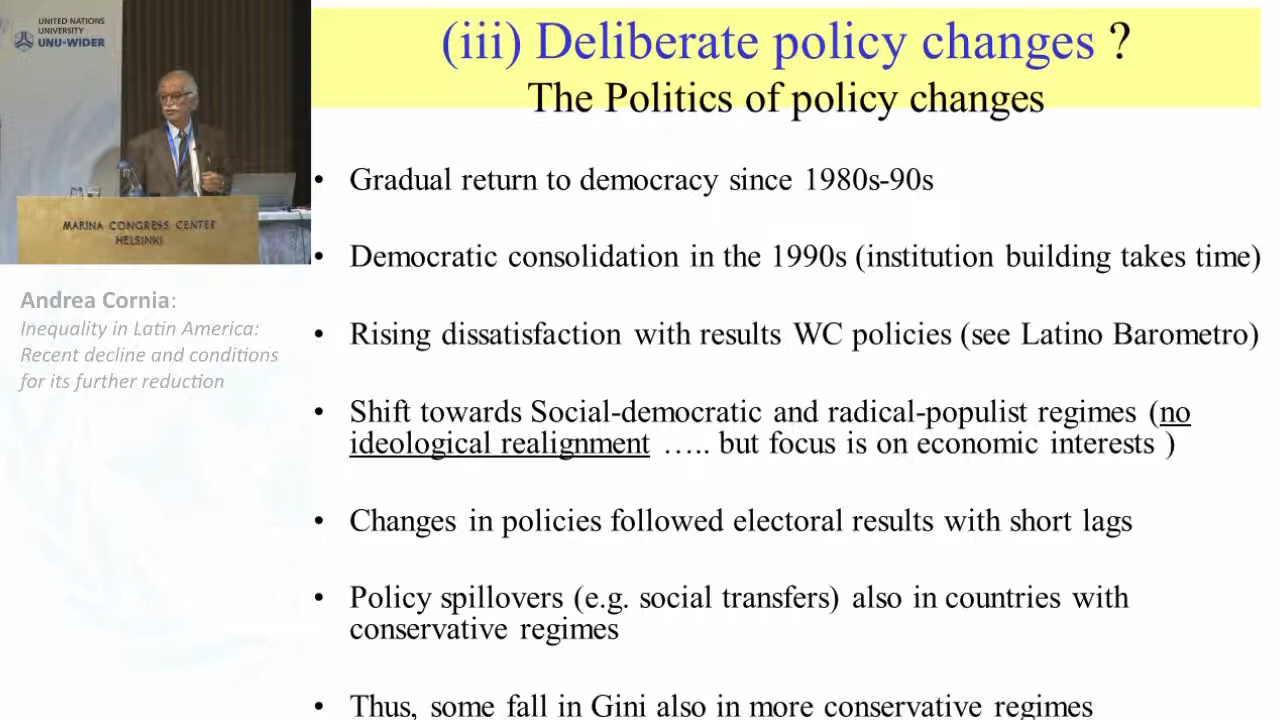 UNITED NATIONS
UNIVERSITY
UNU-WIDER
MARINA CONGRESS CENTER
HELSINKI
Andrea Cornia:
Inequality in Latin America:
Recent decline and conditions
for its further reduction
(iii) Deliberate policy changes ?
The Politics of policy changes
• Gradual return to democracy since 1980s-90s
• Democratic consolidation in the 1990s (institution building takes time)
• Rising dissatisfaction with results WC policies (see Latino Barometro)
• Shift towards Social-democratic and radical-populist regimes (no
ideological realignment ….. but focus is on economic interests )
• Changes in policies followed electoral results with short lags
• Policy spillovers (e.g. social transfers) also in countries with
conservative regimes
• Thus, some fall in Gini also in more conservative regimes